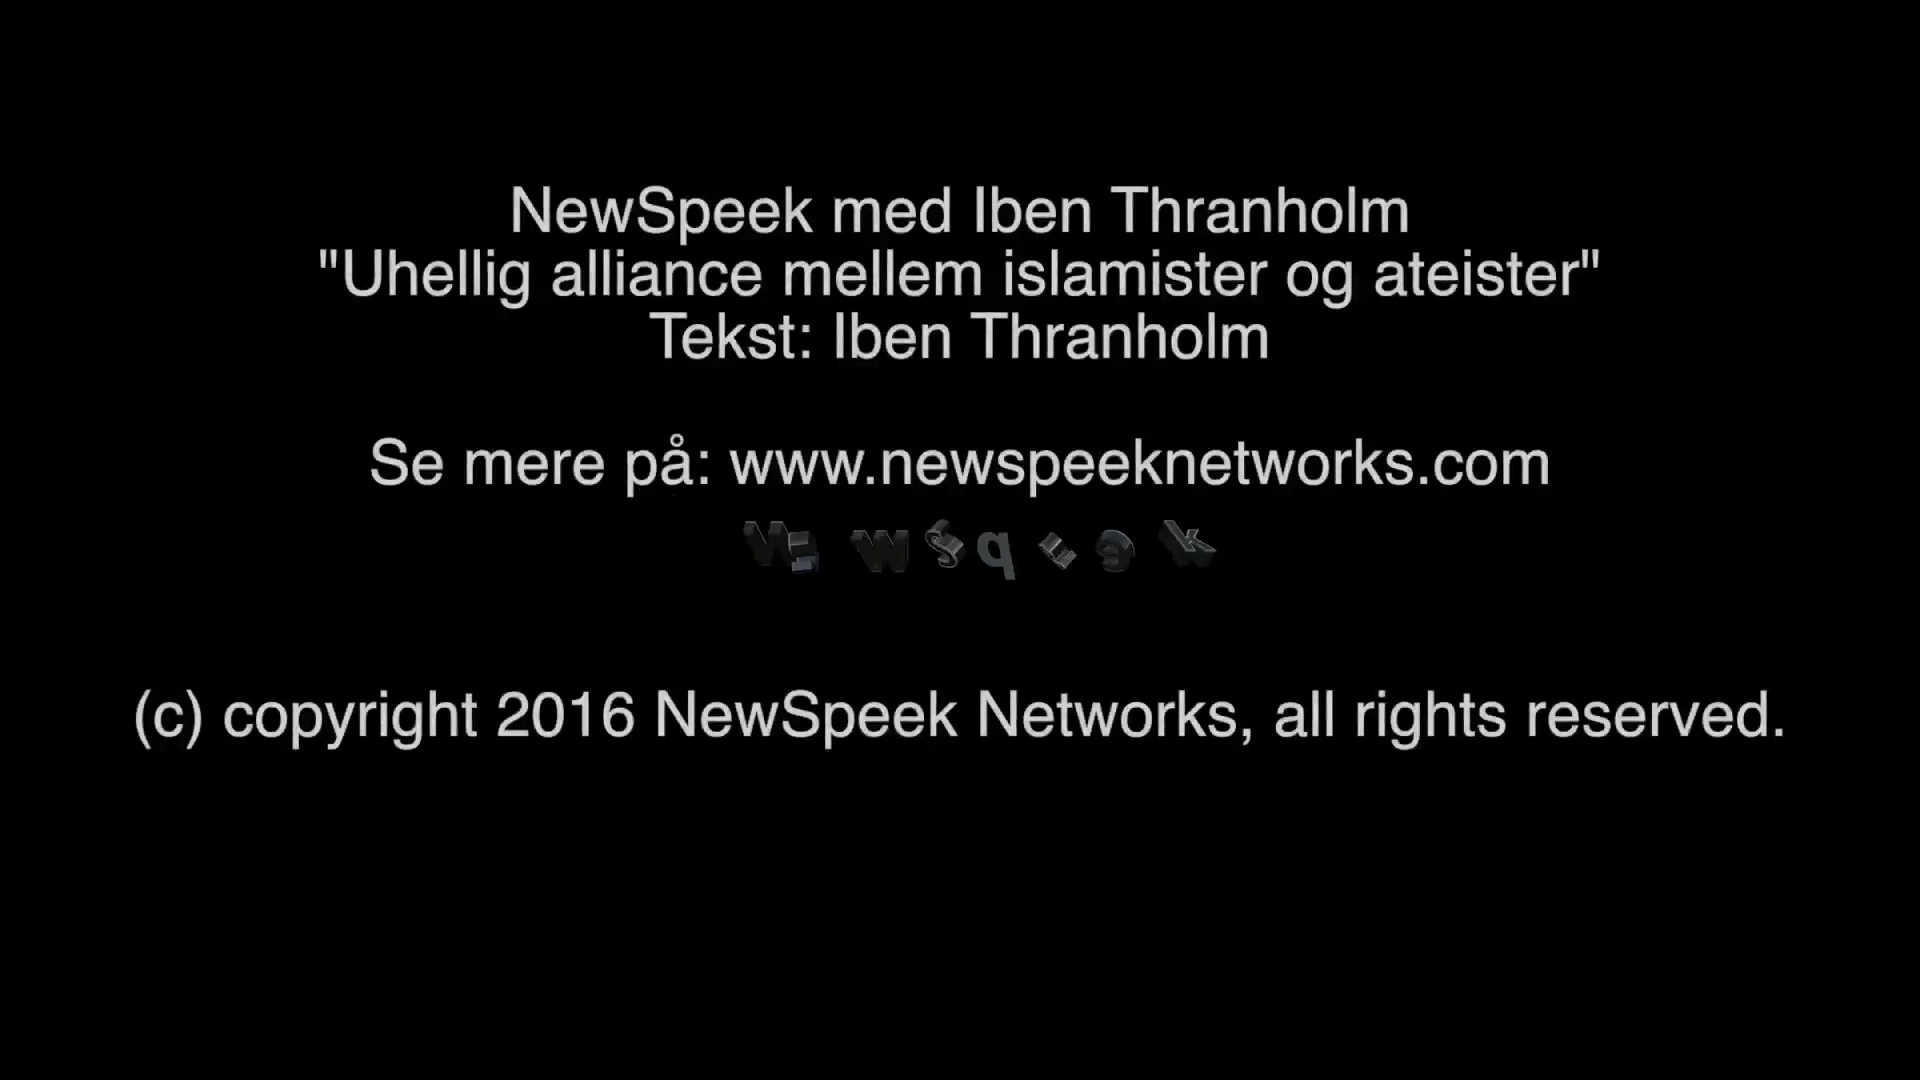 NewSpeek med Iben Thranholm
"Uhellig alliance mellem islamister og ateister"
Tekst: Iben Thranholm
Se mere på: www.newspeeknetworks.com
NewSpeek
(c) copyright 2016 NewSpeek Networks, all rights reserved.